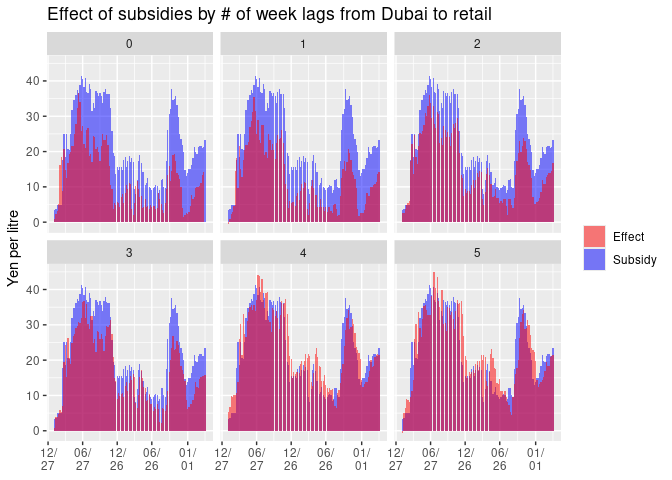 Effect of subsidies by # of week lags from Dubai to retail
0 1 2
40
30
20
10
0
3 4 5
40
30
20
10
0
Yen per litre
12/ 06/ 12/ 06/ 01/ 12/ 06/ 12/ 06/ 01/ 12/ 06/ 12/ 06/ 01/
27 27 26 26 01 27 27 26 26 01 27 27 26 26 01
Effect
Subsidy